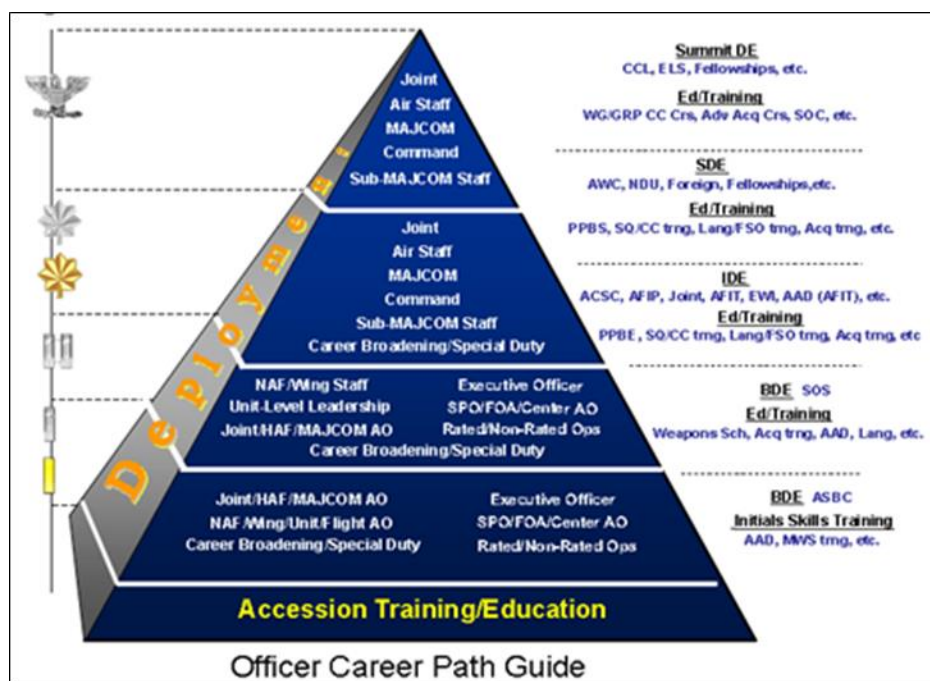 Joint
Air Staff
MAJCOM
Command
Sub-MAJCOM Staff
Joint
Air Staff
MAJCOM
Command
Sub-MAJCOM Staff
Career Broadening/Special Duty
NAF/Wing Staff
Executive Officer
Unit-Level Leadership
SPO/FOA/Center AO
Joint/HAF/MAJCOM AO
Rated/Non-Rated Ops
Career Broadening/Special Duty
Joint/HAF/MAJCOM AO
Executive Officer
NAF/Wing/Unit/Flight AO
SPO/FOA/Center AO
Career Broadening/Special Duty
Rated/Non-Rated Ops
Accession Training/Education
Deployment
Summit DE
CCL, ELS, Fellowships, etc.
Ed/Training
WG/GRP CC Crs, Adv Acq Crs, SOC, etc.
SDE
AWC, NDU, Foreign, Fellowships,etc.
Ed/Training
PPBS, SQ/CC trng, Lang/FSO trng, Acq trng, etc.
IDE
ACSC, AFIP, Joint, AFIT, EWI, AAD (AFIT), etc.
Ed/Training
PPBE, SQ/CC trng, Lang/FSO trng, Acq trng, etc
BDE SOS
Ed/Training
Weapons Sch, Acq trng, AAD, Lang, etc.
BDE ASBC
Initials Skills Training
AAD, MWS trng, etc.
Officer Career Path Guide